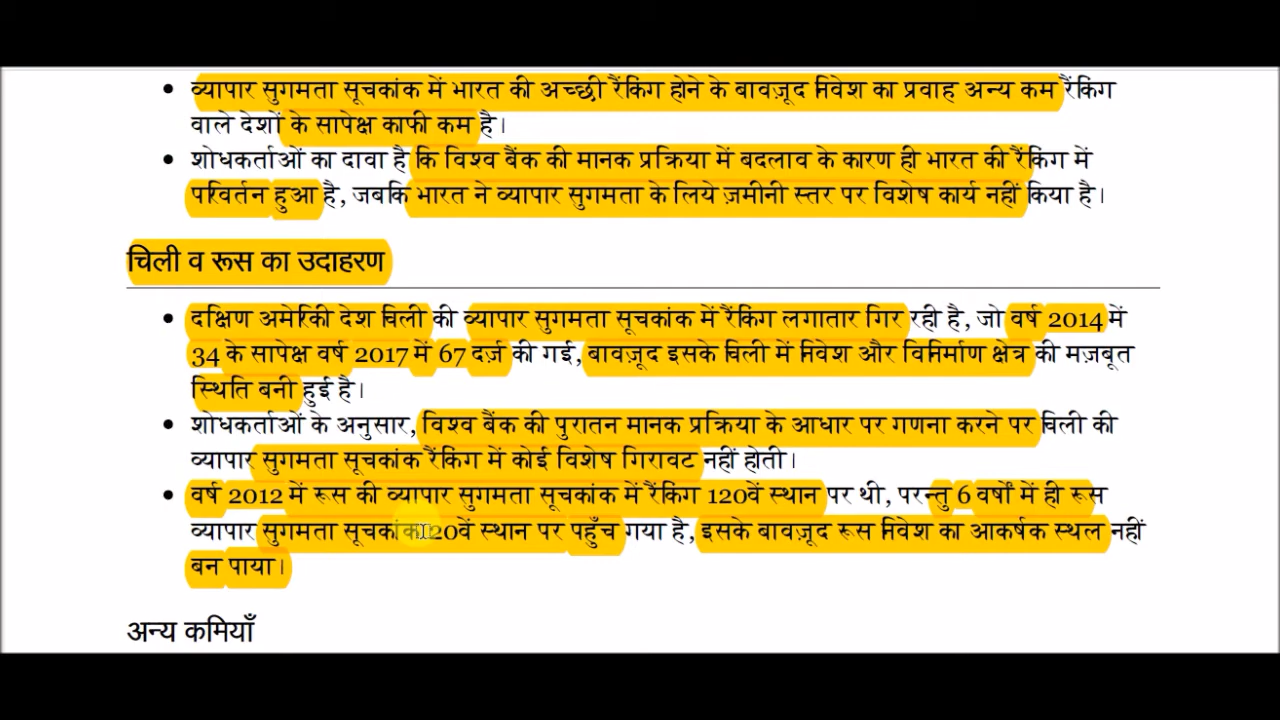 व्यापार सुगमता सूचकांक में भारत की अच्छी रैंकिंग होने के बावज़ूद निवेश का प्रवाह अन्य कम रैंकिंग
वाले देशों के सापेक्ष काफी कम है।
शोधकर्ताओं का दावा है कि विश्व बैंक की मानक प्रक्रिया में बदलाव के कारण ही भारत की रैंकिंग में
परिवर्तन हुआ है, जबकि भारत ने व्यापार सुगमता के लिये ज़मीनी स्तर पर विशेष कार्य नहीं किया है।
चिली व रूस का उदाहरण
दक्षिण अमेरिकी देश चिली की व्यापार सुगमता सूचकांक में रैंकिंग लगातार गिर रही है, जो वर्ष 2014 में
34 के सापेक्ष वर्ष 2017 में 67 दर्ज़ की गई, बावज़ूद इसके चिली में निवेश और विनिर्माण क्षेत्र की मज़बूत
स्थिति बनी हुई है।
शोधकर्ताओं के अनुसार, विश्व बैंक की पुरातन मानक प्रक्रिया के आधार पर गणना करने पर चिली की
व्यापार सुगमता सूचकांक रैंकिंग में कोई विशेष गिरावट नहीं होती।
वर्ष 2012 में रूस की व्यापार सुगमता सूचकांक में रैंकिंग 120वें स्थान पर थी, परन्तु 6 वर्षों में ही रूस
व्यापार सुगमता सूचकांक 20वें स्थान पर पहुँच गया है, इसके बावज़ूद रूस निवेश का आकर्षक स्थल नहीं
बन पाया।
अन्य कमियाँ